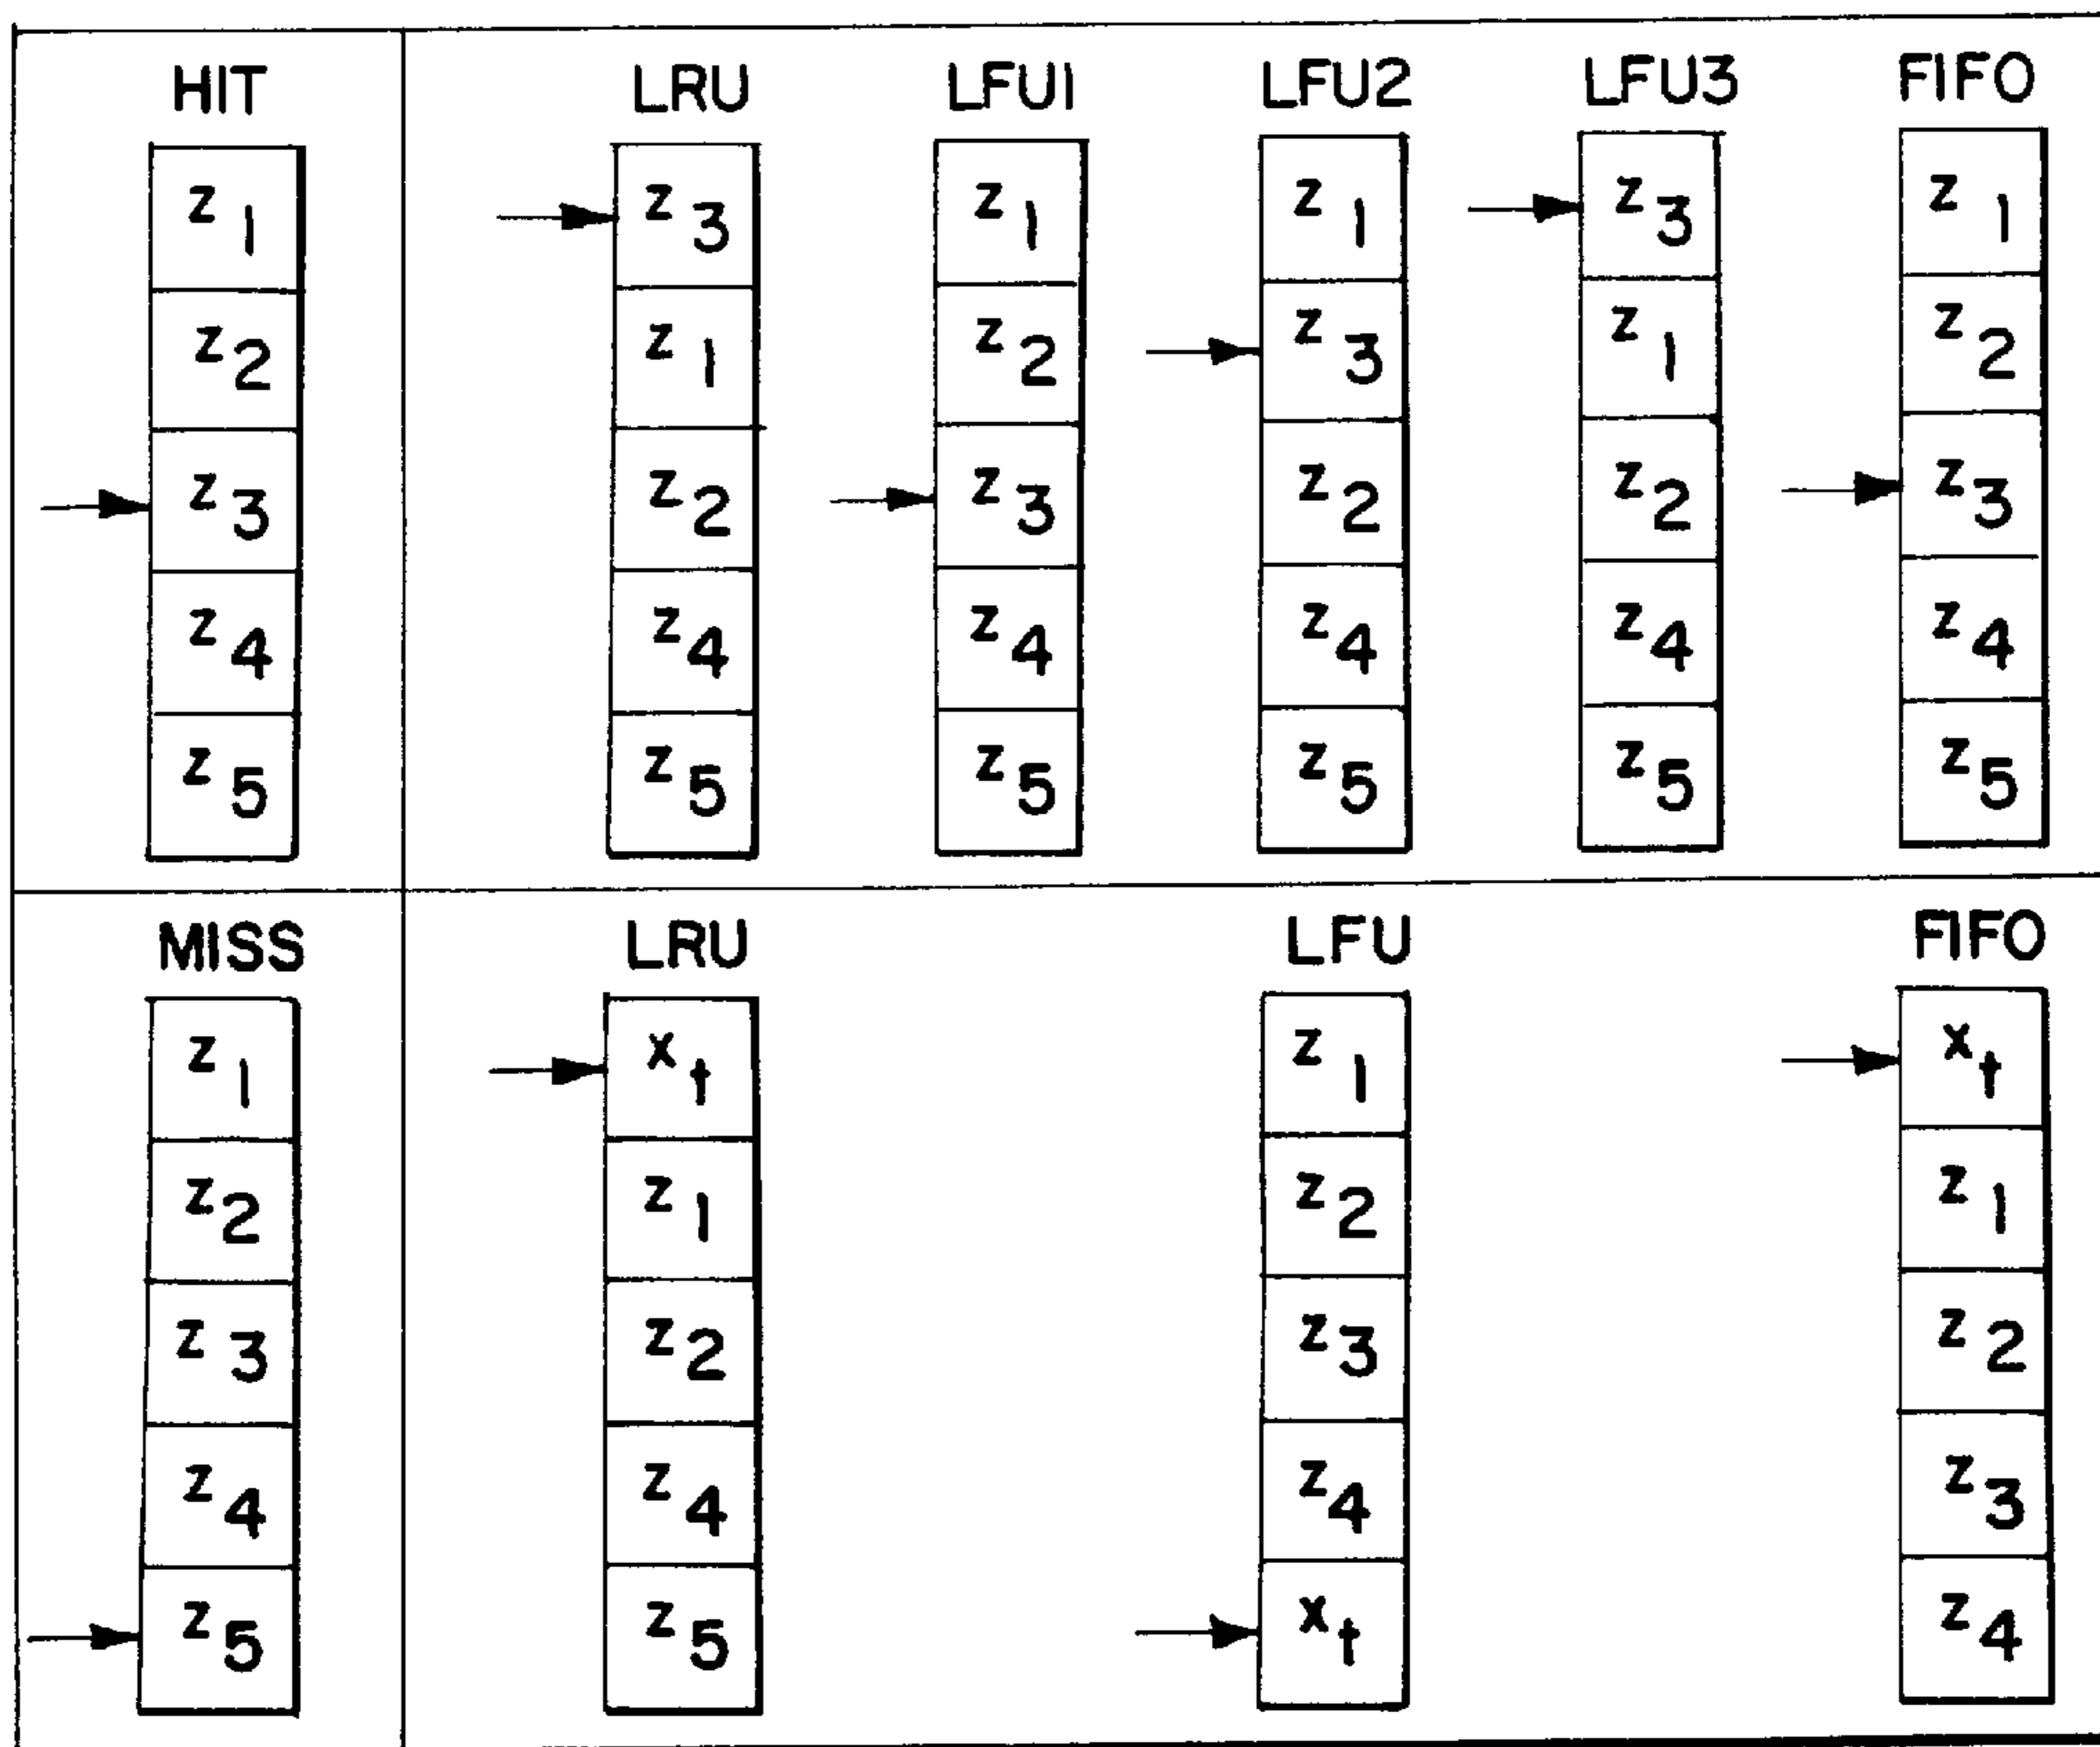 HIT LRU LFU1 LFU2 LFU3 FIFO
z1 z3 z1 z1 z3 z1
z2 z1 z2 z3 z1 z2
z3 z2 z3 z2 z2 z3
z4 z4 z4 z4 z4 z4
z5 z5 z5 z5 z5 z5
MISS LRU LFU FIFO
z1 xt z1 xt
z2 z1 z2 z1
z3 z2 z3 z2
z4 z4 z4 z3
z5 z5 xt z4